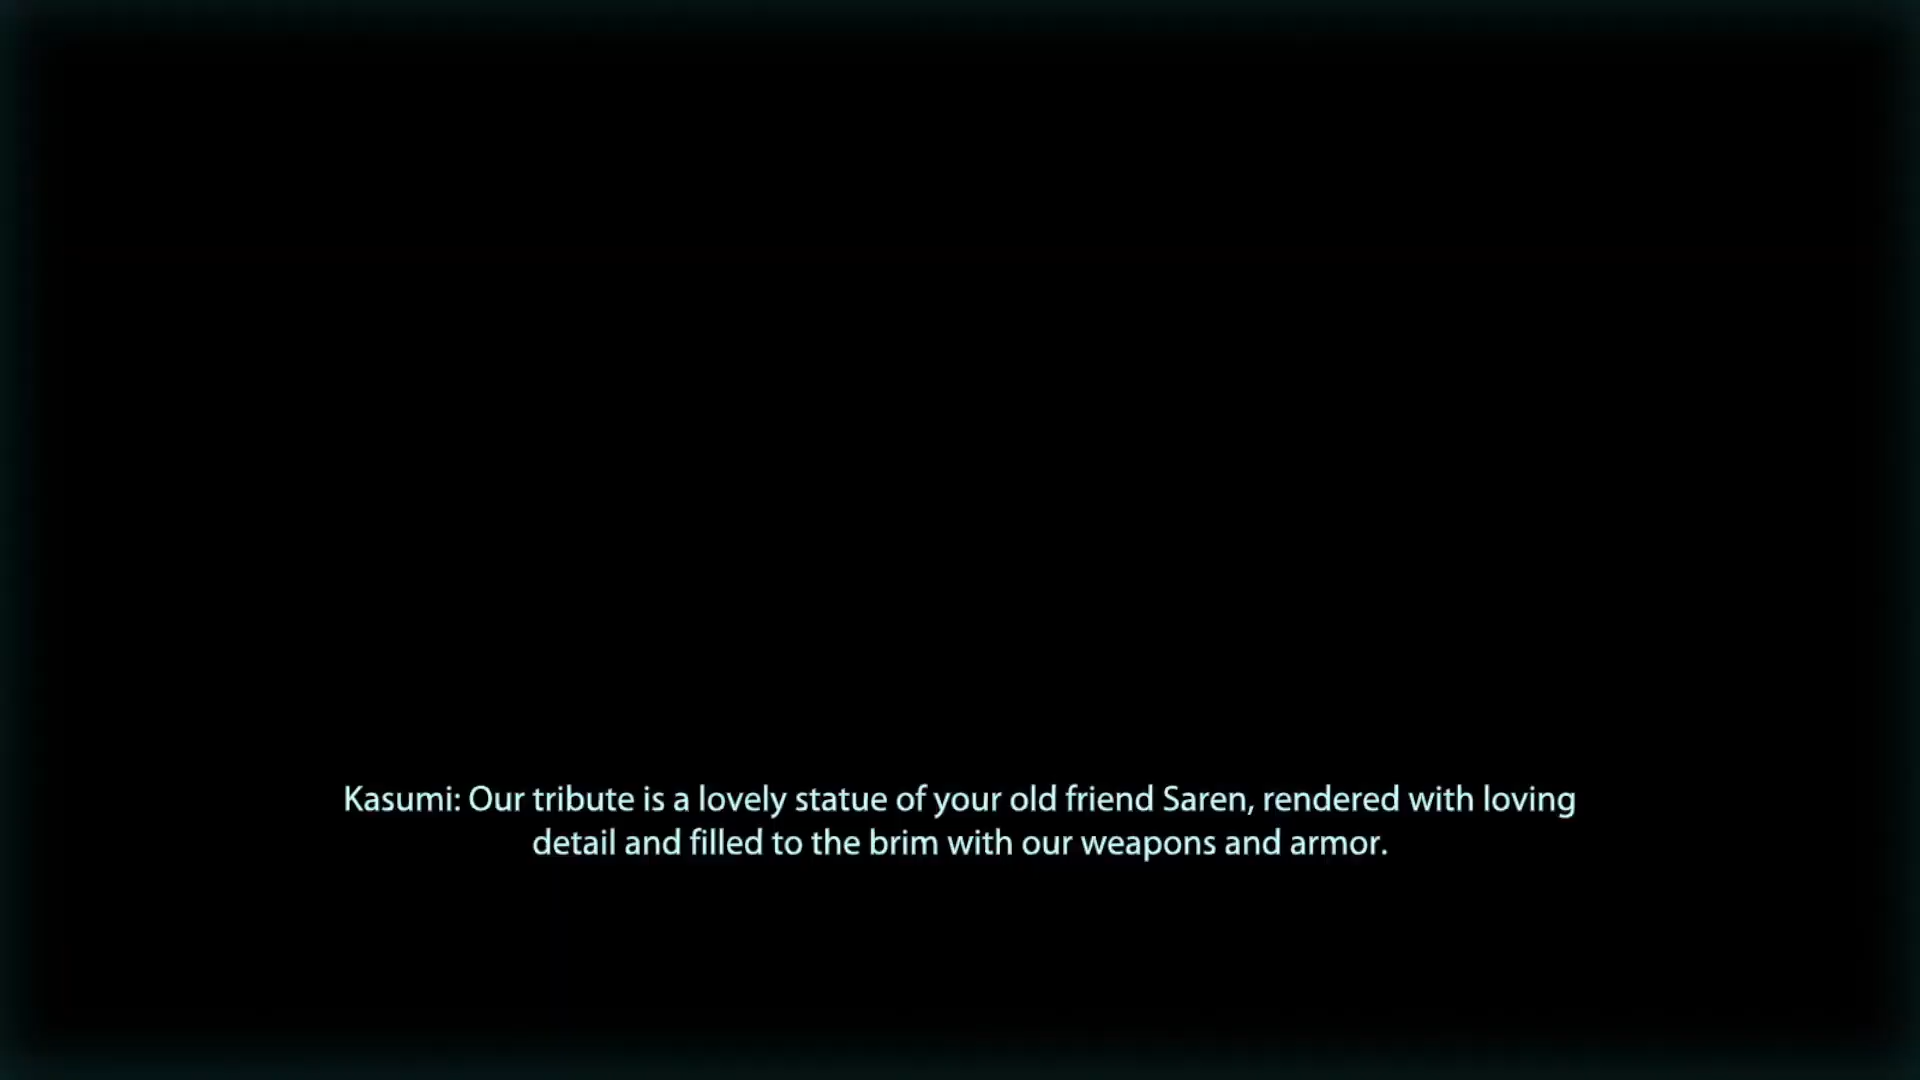 Kasumi: Our tribute is a lovely statue of your old friend Saren, rendered with loving
detail and filled to the brim with our weapons and armor.